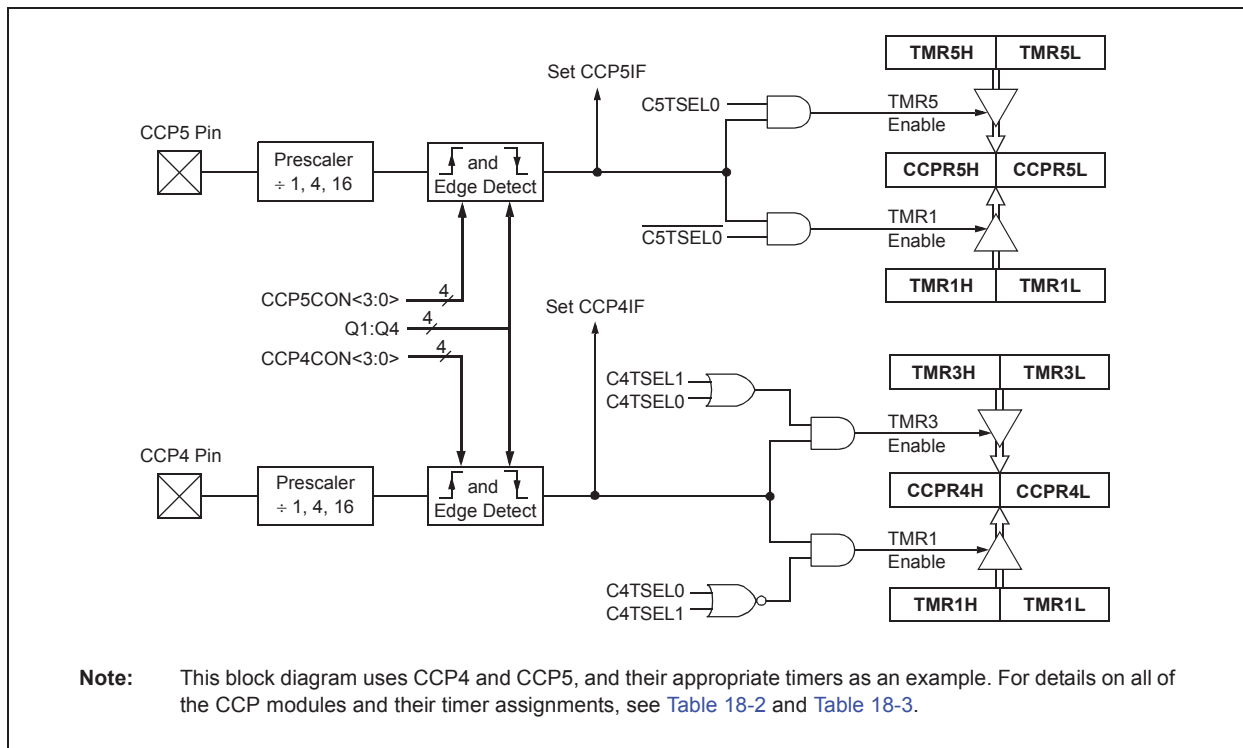 TMR5H TMR5L
Set CCP5IF
C5TSEL0
TMR5
Enable
CCP5 Pin
Prescaler
÷ 1, 4, 16
and
Edge Detect
CCPR5H CCPR5L
C5TSEL0
TMR1
Enable
TMR1H TMR1L
CCP5CON<3:0> 4
Q1:Q4 4
CCP4CON<3:0> 4
Set CCP4IF
TMR3H TMR3L
C4TSEL1
C4TSEL0
TMR3
Enable
CCP4 Pin
Prescaler
÷ 1, 4, 16
and
Edge Detect
CCPR4H CCPR4L
TMR1
Enable
C4TSEL0
C4TSEL1
TMR1H TMR1L
Note: This block diagram uses CCP4 and CCP5, and their appropriate timers as an example. For details on all of
the CCP modules and their timer assignments, see Table 18-2 and Table 18-3.